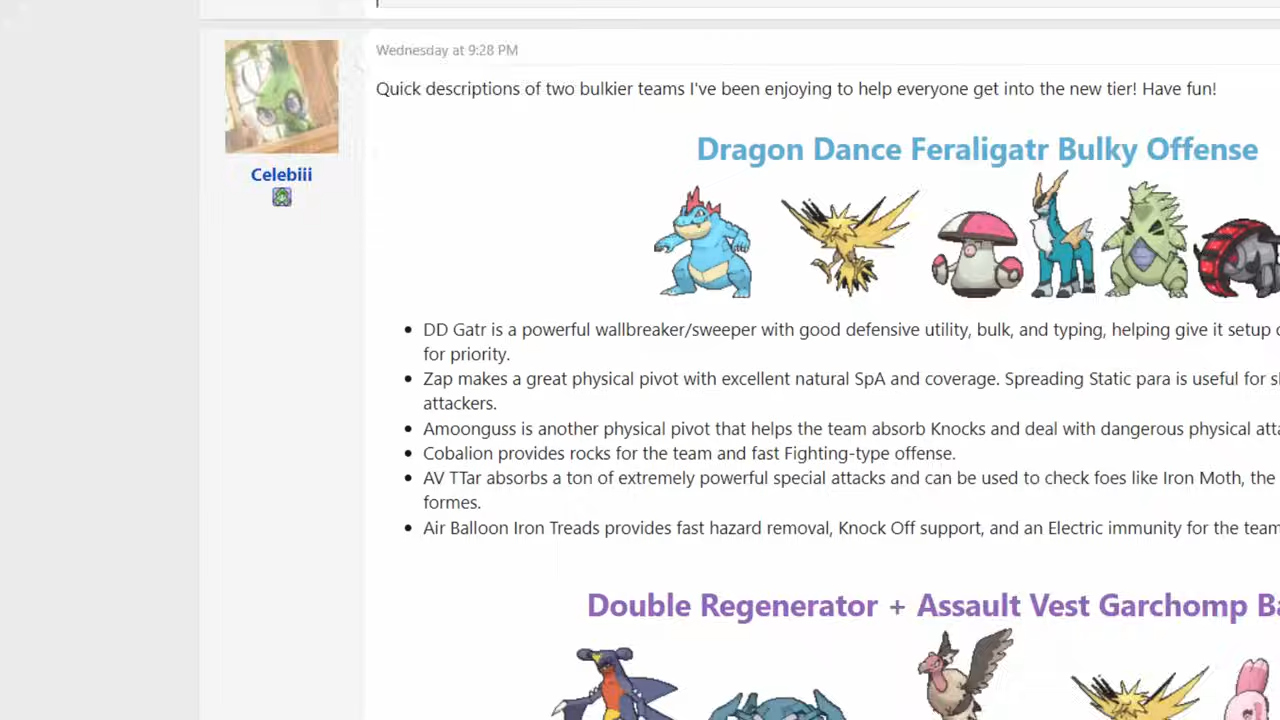 Wednesday at 9:28 PM
Quick descriptions of two bulkier teams I've been enjoying to help everyone get into the new tier! Have fun!
Dragon Dance Feraligatr Bulky Offense
Celebiii
DD Gatr is a powerful wallbreaker/sweeper with good defensive utility, bulk, and typing, helping give it setup
for priority.
Zap makes a great physical pivot with excellent natural SpA and coverage. Spreading Static para is useful for
attackers.
Amoonguss is another physical pivot that helps the team absorb Knocks and deal with dangerous physical
Cobalion provides rocks for the team and fast Fighting-type offense.
AV TTar absorbs a ton of extremely powerful special attacks and can be used to check foes like Iron Moth, the
formes.
Air Balloon Iron Treads provides fast hazard removal, Knock Off support, and an Electric immunity for the team
Double Regenerator + Assault Vest Garchomp